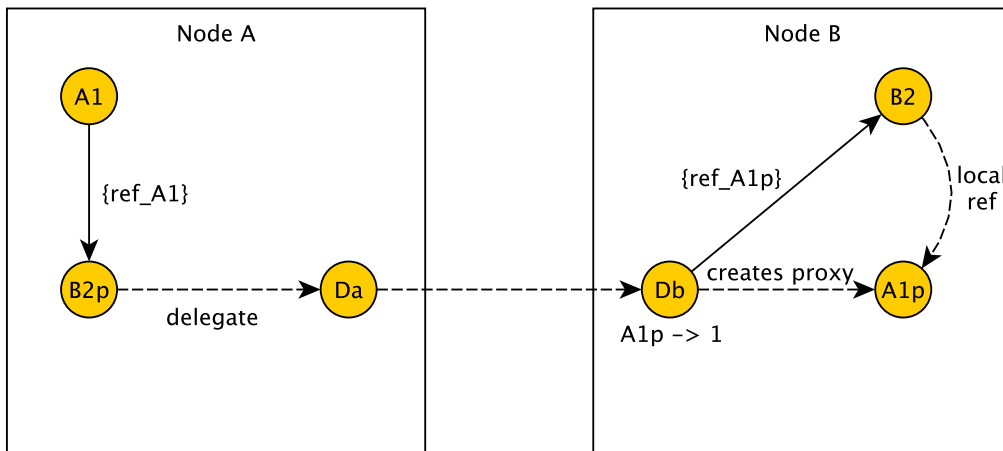 Node A
Node B
A1
B2
{ref_A1}
{ref_A1p}
local
ref
B2p
delegate
Da
Db
creates proxy
A1p
A1p -> 1